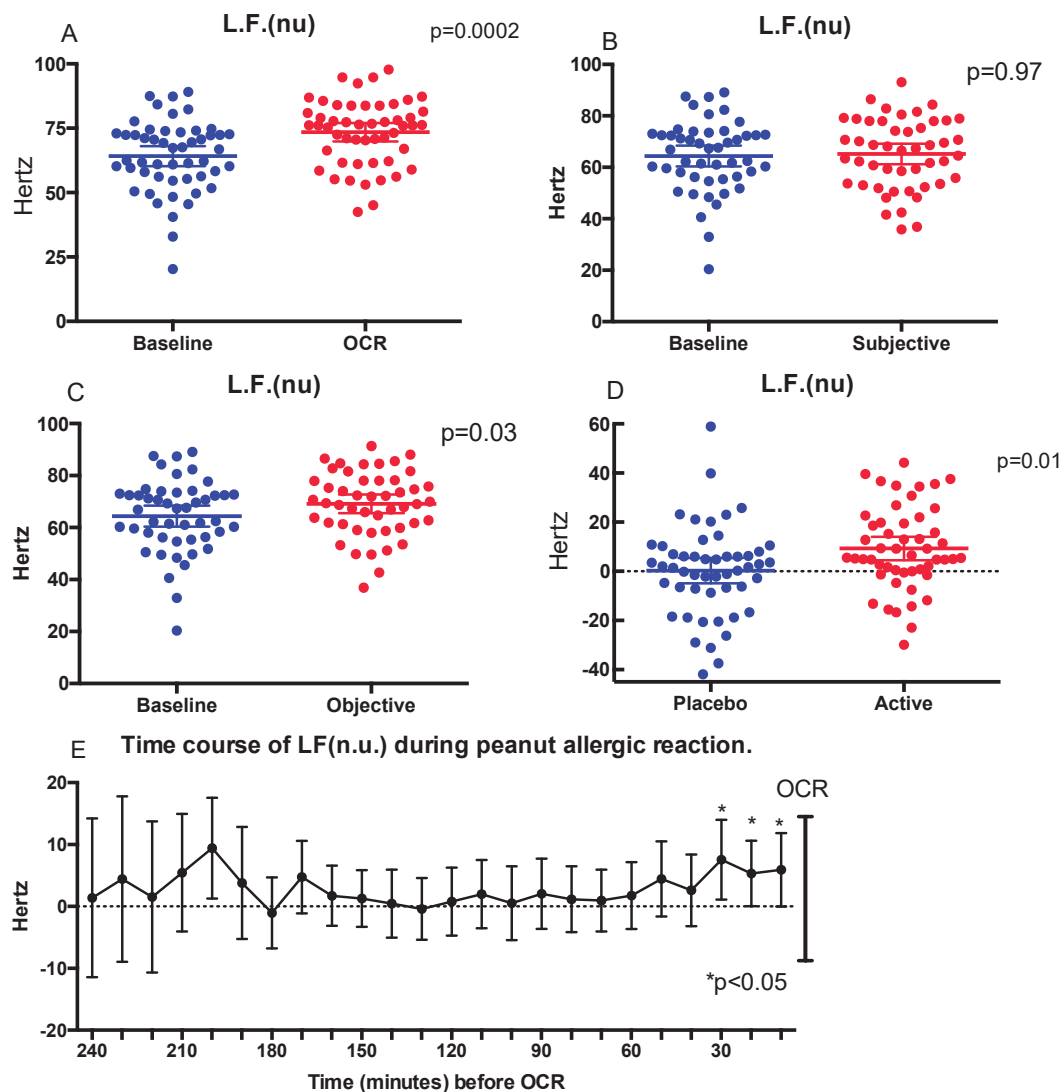 A
L.F.(nu)
p=0.0002
Hertz
100
75
50
25
0
Baseline
OCR
B
L.F.(nu)
p=0.97
Hertz
100
80
60
40
20
0
Baseline
Subjective
C
L.F.(nu)
p=0.03
Hertz
100
80
60
40
20
0
Baseline
Objective
D
L.F.(nu)
p=0.01
Hertz
60
40
20
0
-20
-40
Placebo
Active
E
Time course of LF(n.u.) during peanut allergic reaction.
Hertz
20
10
0
-10
-20
OCR
* * *
*p<0.05
240 210 180 150 120 90 60 30
Time (minutes) before OCR